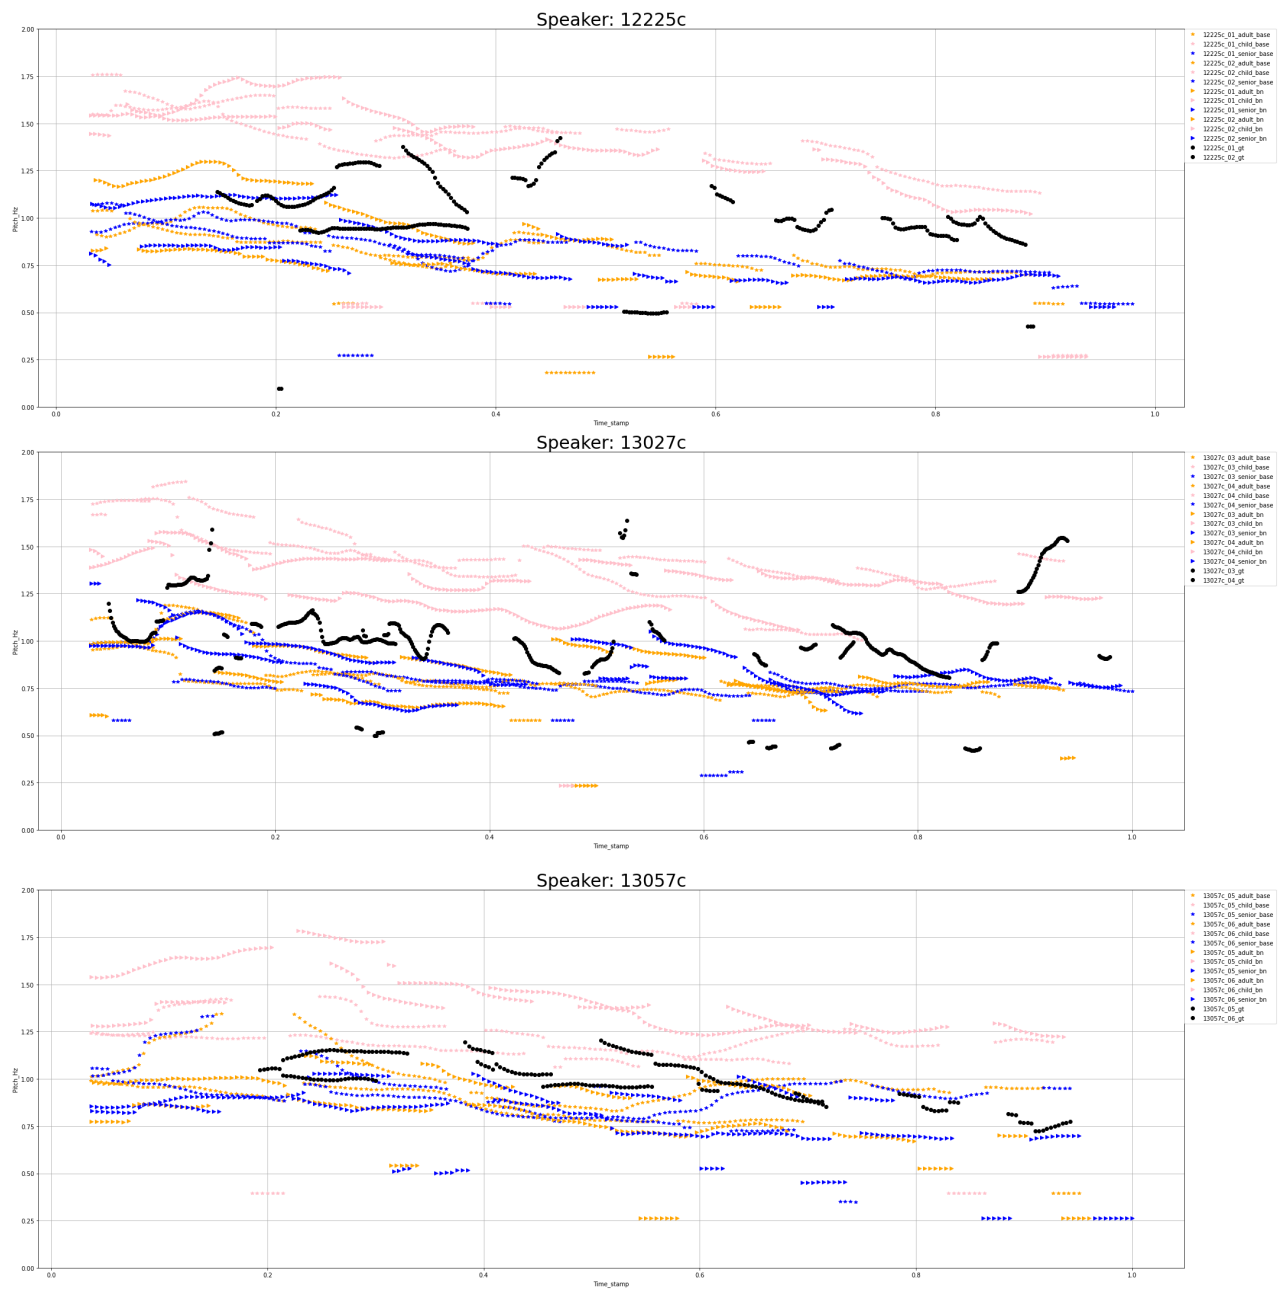 Speaker: 12225c
2.00
1.75
1.50
1.25
1.00
0.75
0.50
0.25
0.00
Pitch_Hz
0.0 0.2 0.4 0.6 0.8 1.0
Time_stamp
12225c_01_adult_base
12225c_01_child_base
12225c_01_senior_base
12225c_02_adult_base
12225c_02_child_base
12225c_02_senior_base
12225c_01_adult_bn
12225c_01_child_bn
12225c_01_senior_bn
12225c_02_adult_bn
12225c_02_child_bn
12225c_02_senior_bn
12225c_01_gt
12225c_02_gt
Speaker: 13027c
2.00
1.75
1.50
1.25
1.00
0.75
0.50
0.25
0.00
Pitch_Hz
0.0 0.2 0.4 0.6 0.8 1.0
Time_stamp
13027c_03_adult_base
13027c_03_child_base
13027c_03_senior_base
13027c_04_adult_base
13027c_04_child_base
13027c_04_senior_base
13027c_03_adult_bn
13027c_03_child_bn
13027c_03_senior_bn
13027c_04_adult_bn
13027c_04_child_bn
13027c_04_senior_bn
13027c_03_gt
13027c_04_gt
Speaker: 13057c
2.00
1.75
1.50
1.25
1.00
0.75
0.50
0.25
0.00
Pitch_Hz
0.0 0.2 0.4 0.6 0.8 1.0
Time_stamp
13057c_05_adult_base
13057c_05_child_base
13057c_05_senior_base
13057c_06_adult_base
13057c_06_child_base
13057c_06_senior_base
13057c_05_adult_bn
13057c_05_child_bn
13057c_05_senior_bn
13057c_06_adult_bn
13057c_06_child_bn
13057c_06_senior_bn
13057c_05_gt
13057c_06_gt